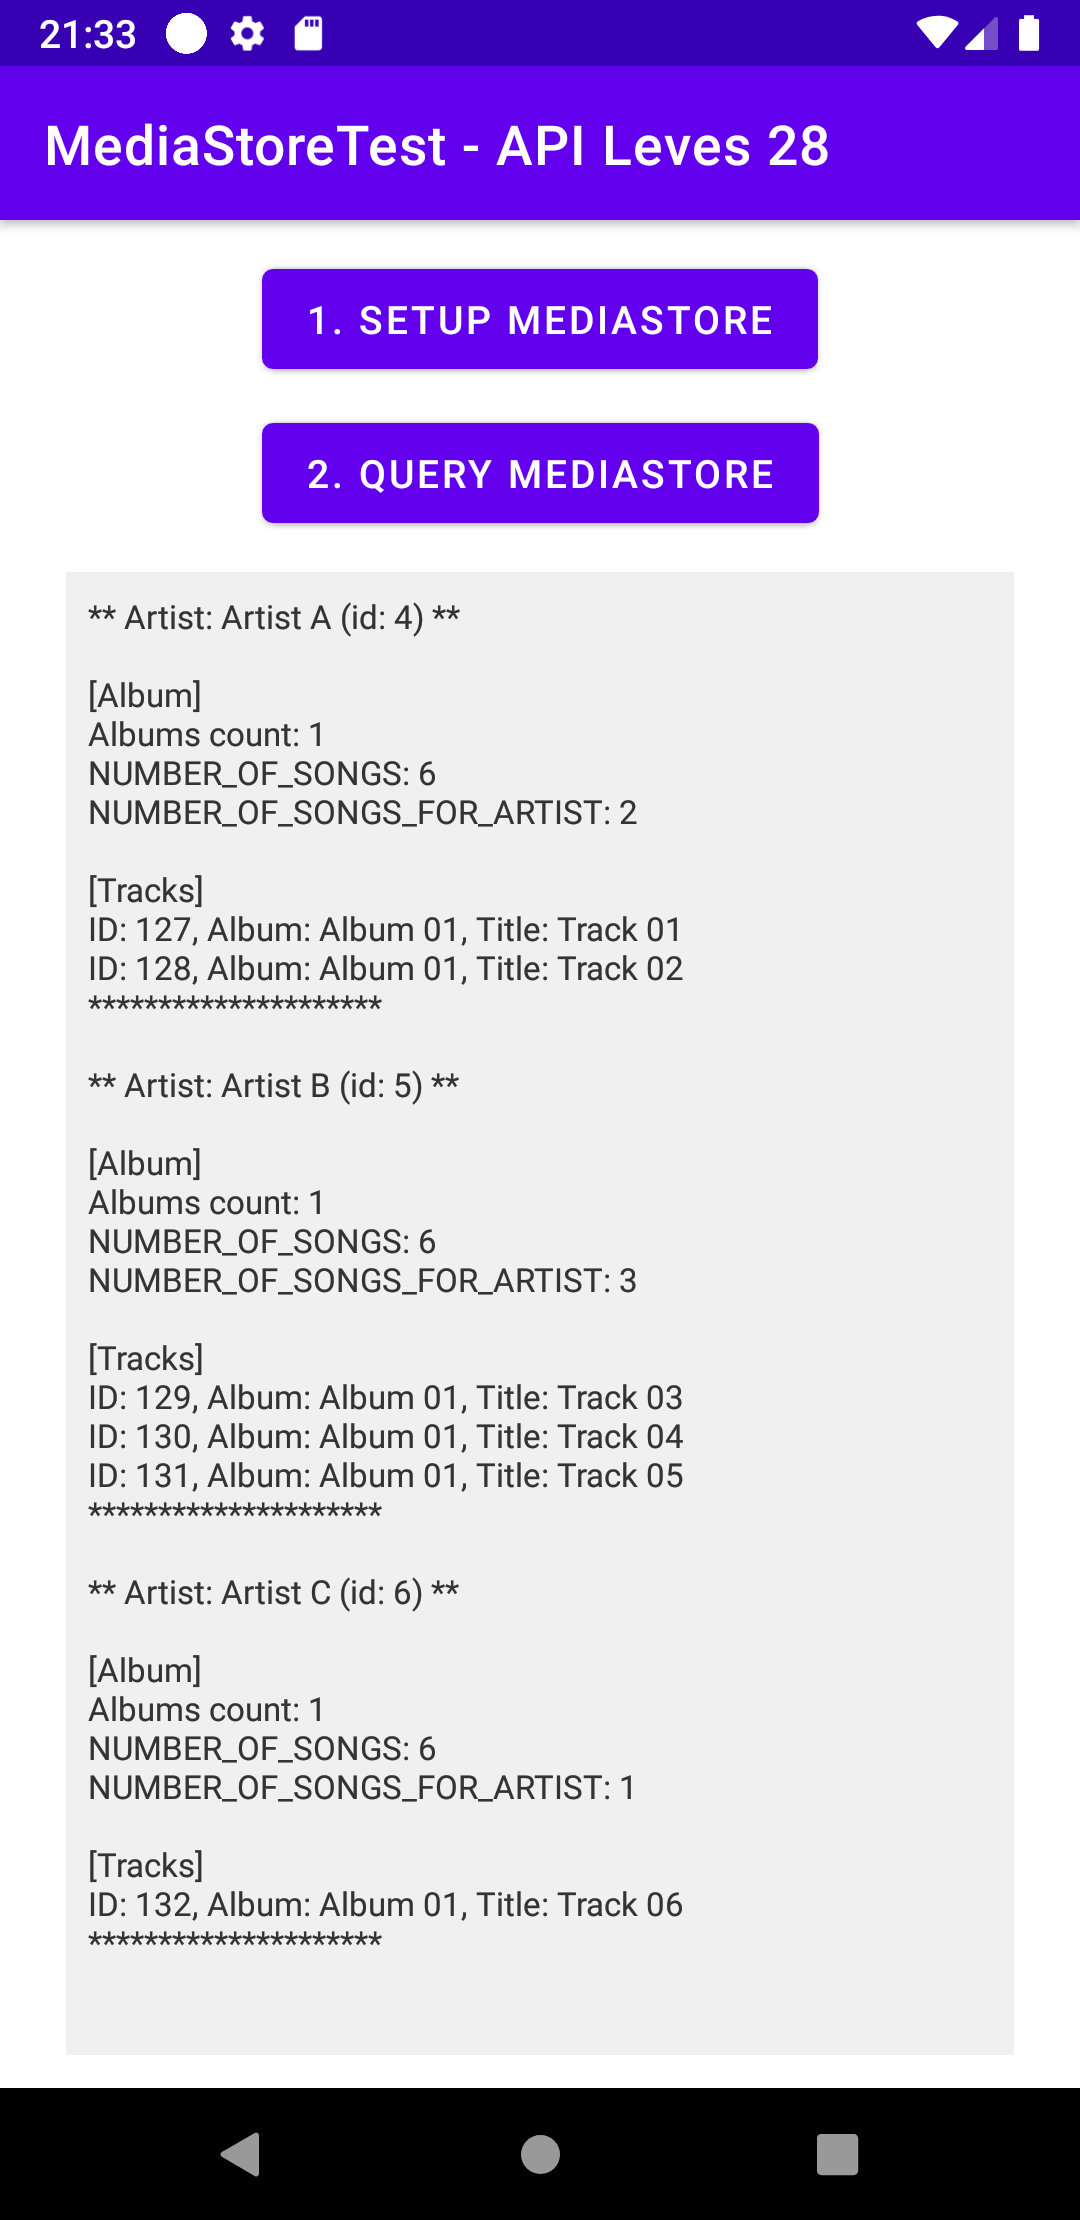 21:33
MediaStoreTest - API Leves 28
1. SETUP MEDIASTORE
2. QUERY MEDIASTORE
** Artist: Artist A (id: 4) **
[Album]
Albums count: 1
NUMBER_OF_SONGS: 6
NUMBER_OF_SONGS_FOR_ARTIST: 2
[Tracks]
ID: 127, Album: Album 01, Title: Track 01
ID: 128, Album: Album 01, Title: Track 02
*********************
** Artist: Artist B (id: 5) **
[Album]
Albums count: 1
NUMBER_OF_SONGS: 6
NUMBER_OF_SONGS_FOR_ARTIST: 3
[Tracks]
ID: 129, Album: Album 01, Title: Track 03
ID: 130, Album: Album 01, Title: Track 04
ID: 131, Album: Album 01, Title: Track 05
*********************
** Artist: Artist C (id: 6) **
[Album]
Albums count: 1
NUMBER_OF_SONGS: 6
NUMBER_OF_SONGS_FOR_ARTIST: 1
[Tracks]
ID: 132, Album: Album 01, Title: Track 06
*********************